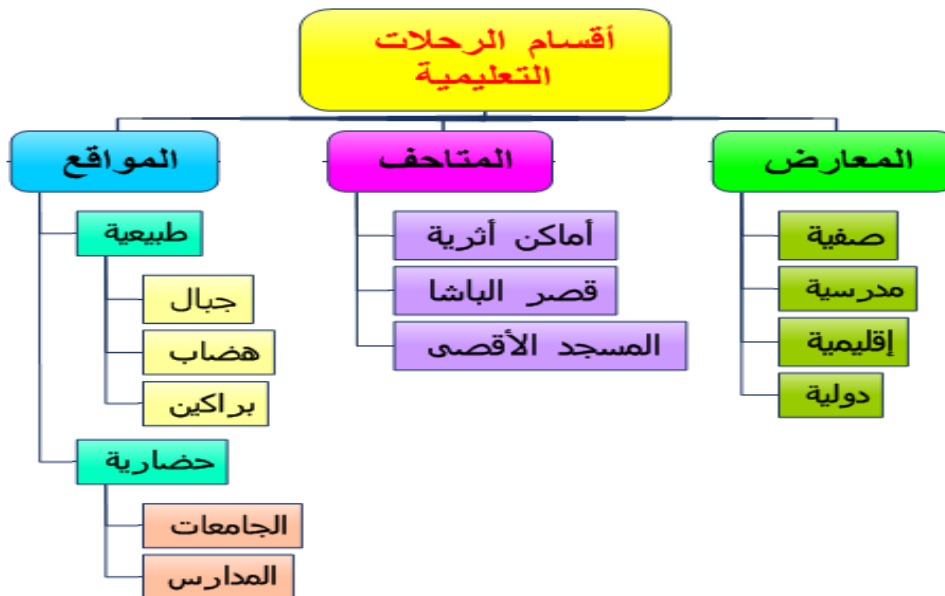 أقسام الرحلات
التعليمية
المعارض
صفية
مدرسية
إقليمية
دولية
المتاحف
أماكن أثرية
قصر الباشا
المسجد الأقصى
المواقع
طبيعية
جبال
هضاب
براكين
حضارية
الجامعات
المدارس